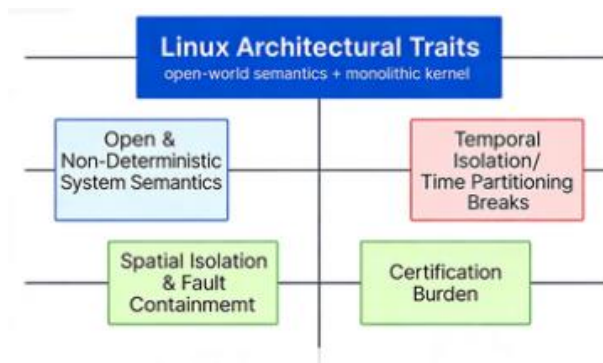 Linux Architectural Traits
open-world semantics + monolithic kernel
Open &
Non-Deterministic
System Semantics
Temporal
Isolation/
Time Partitioning
Breaks
Spatial Isolation
& Fault
Containmemt
Certification
Burden